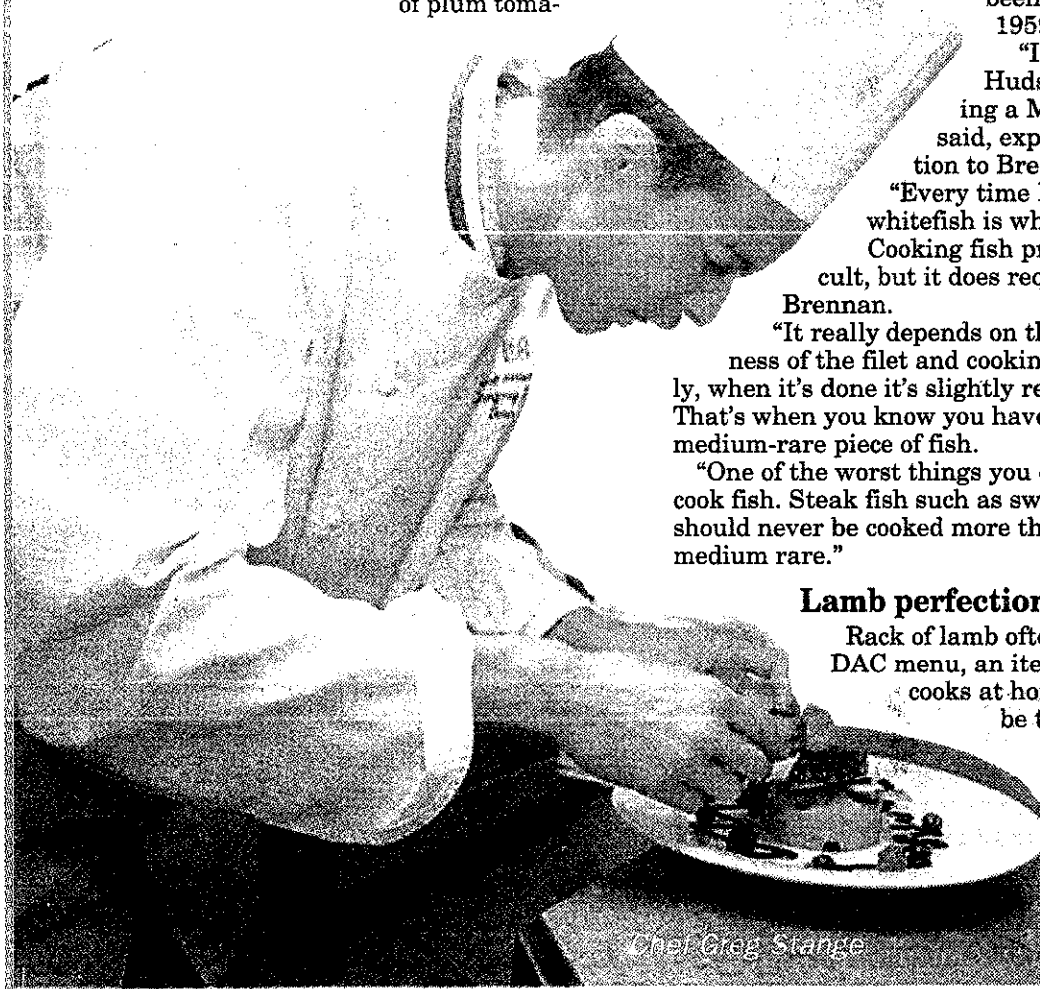 of plum toma-
been
195
"I
Huds
ing a M
said, exp
tion to Bre
"Every time
whitefish is wh
Cooking fish pr
cult, but it does req
Brennan.
"It really depends on th
ness of the filet and cookin
ly, when it's done it's slightly re
That's when you know you have
medium-rare piece of fish.
"One of the worst things you
cook fish. Steak fish such as sw
should never be cooked more th
medium rare."
Lamb perfection
Rack of lamb ofte
DAC menu, an ite
cooks at ho
be t
Chef Greg Stange